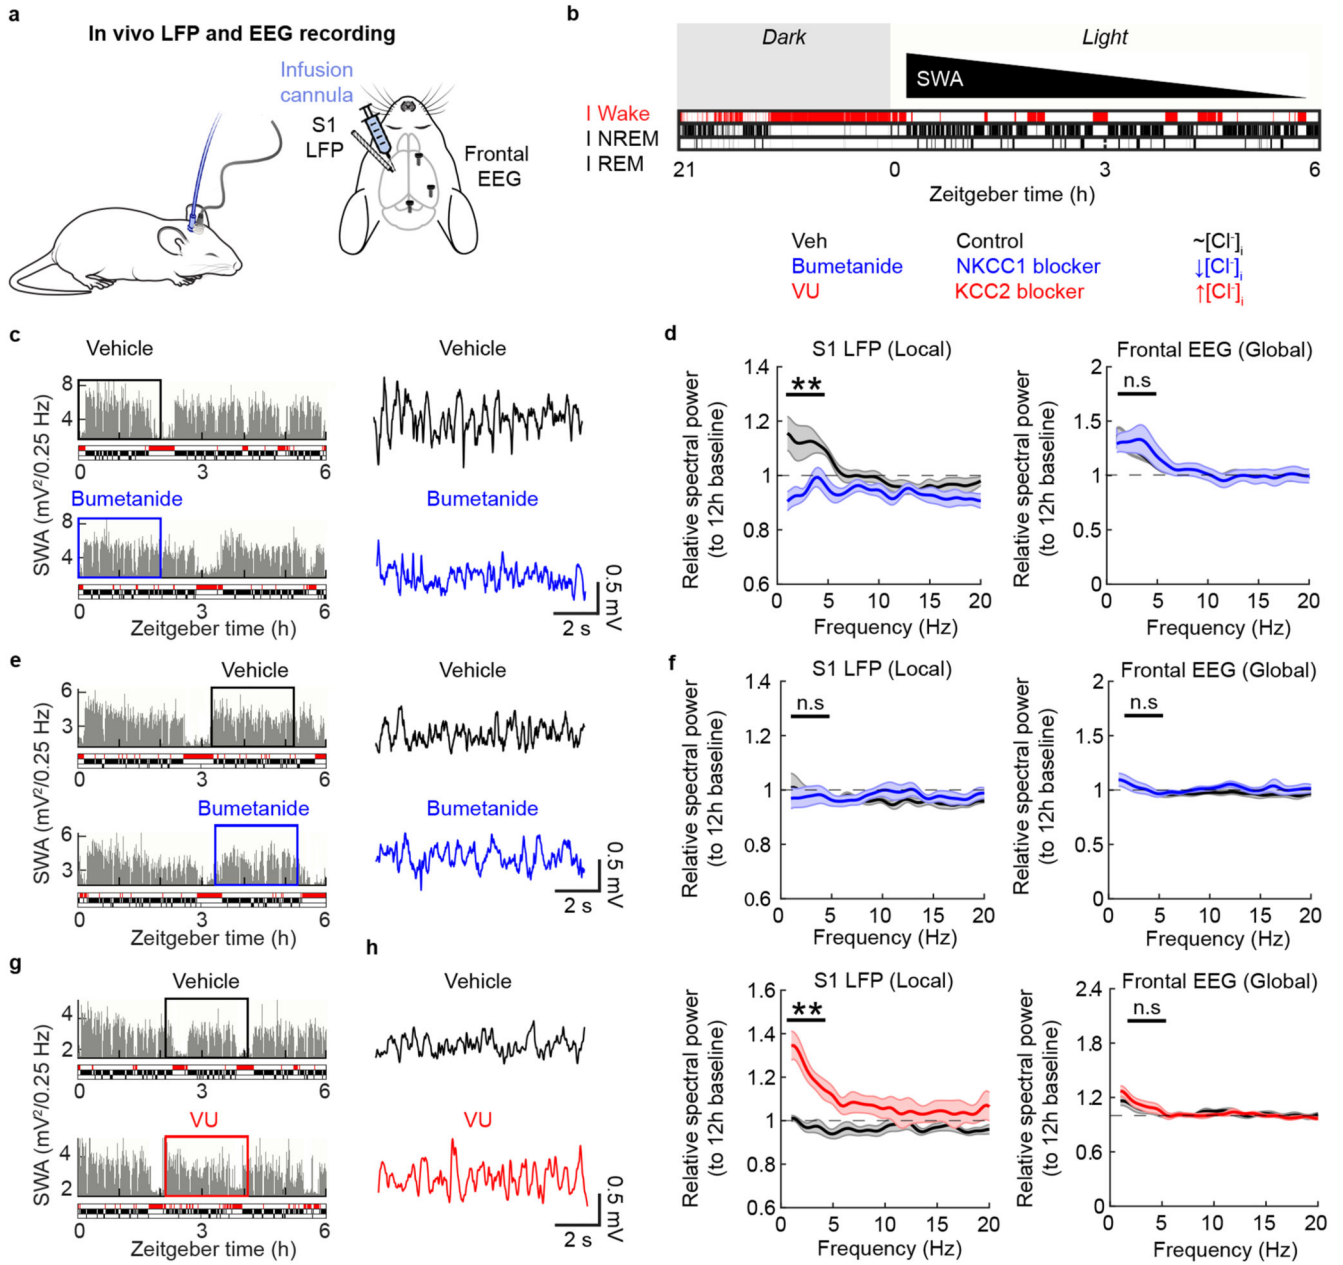 a
In vivo LFP and EEG recording
Infusion
cannula
S1
LFP
Frontal
EEG
b
Dark
Light
SWA
I Wake
I NREM
I REM
21
0
3
6
Zeitgeber time (h)
Veh Control ~[Cl-]i
Bumetanide NKCC1 blocker ↓[Cl-]i
VU KCC2 blocker ↑[Cl-]i
c
Vehicle
8
4
0 3 6
Bumetanide
8
4
0 3 6
SWA (mV²/0.25 Hz)
Zeitgeber time (h)
Vehicle
Bumetanide
0.5 mV
2 s
d
S1 LFP (Local)
**
1.4
1.2
1
0.8
0.6
0 5 10 15 20
Relative spectral power
(to 12h baseline)
Frequency (Hz)
Frontal EEG (Global)
n.s
2
1.5
1
0.5
0
0 5 10 15 20
Relative spectral power
(to 12h baseline)
Frequency (Hz)
e
Vehicle
6
3
0 3 6
Bumetanide
6
3
0 3 6
SWA (mV²/0.25 Hz)
Zeitgeber time (h)
Vehicle
Bumetanide
0.5 mV
2 s
f
S1 LFP (Local)
n.s
1.4
1.2
1
0.8
0.6
0 5 10 15 20
Relative spectral power
(to 12h baseline)
Frequency (Hz)
Frontal EEG (Global)
n.s
2
1.5
1
0.5
0
0 5 10 15 20
Relative spectral power
(to 12h baseline)
Frequency (Hz)
g
Vehicle
4
2
0 3 6
VU
4
2
0 3 6
SWA (mV²/0.25 Hz)
Zeitgeber time (h)
h
Vehicle
VU
0.5 mV
2 s
S1 LFP (Local)
**
1.6
1.4
1.2
1
0.8
0.6
0 5 10 15 20
Relative spectral power
(to 12h baseline)
Frequency (Hz)
Frontal EEG (Global)
n.s
2.4
1.8
1.2
0.6
0
0 5 10 15 20
Relative spectral power
(to 12h baseline)
Frequency (Hz)